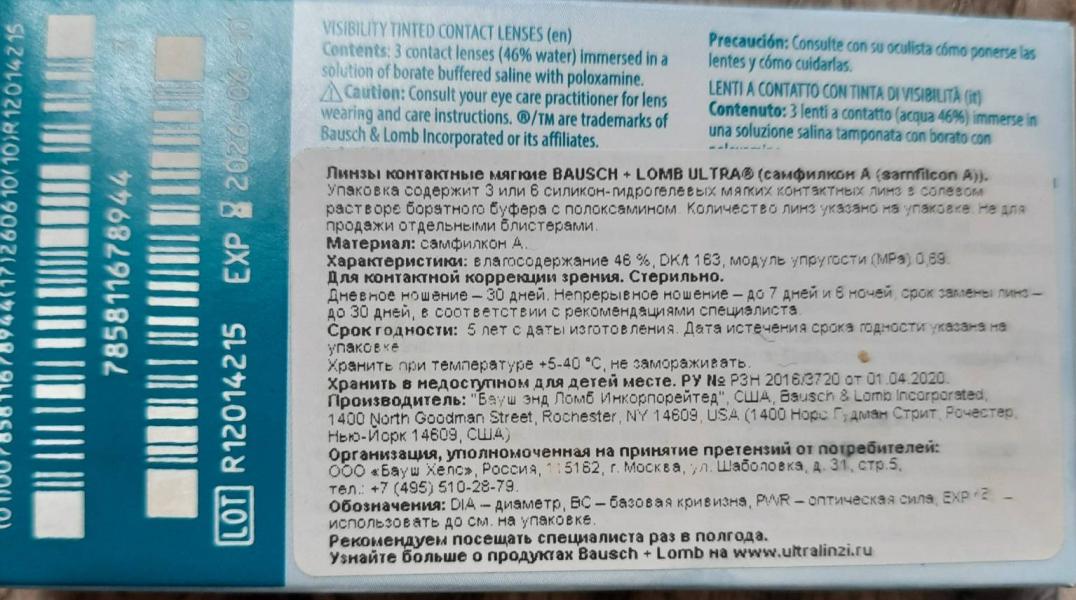 (01)00785811678944(17)260610(10)R12014215
785811678944
LOT R12014215 EXP 2026-06-10
VISIBILITY TINTED CONTACT LENSES (en)
Contents: 3 contact lenses (46% water) immersed in a
solution of borate buffered saline with poloxamine.
Caution: Consult your eye care practitioner for lens
wearing and care instructions. ®/TM are trademarks of
Bausch & Lomb Incorporated or its affiliates.
Precaución: Consulte con su oculista cómo ponerse las
lentes y cómo cuidarlas.
LENTI A CONTATTO CON TINTA DI VISIBILITÀ (it)
Contenuto: 3 lenti a contatto (acqua 46%) immerse in
una soluzione salina tamponata con borato con
Линзы контактные мягкие BAUSCH + LOMB ULTRA® (самфилкон А (samfilcon A)).
Упаковка содержит 3 или 6 силикон-гидрогелевых мягких контактных линз в солевом
растворе боратного буфера с полоксамином. Количество линз указано на упаковке. Не для
продажи отдельными блистерами.
Материал: самфилкон А.
Характеристики: влагосодержание 46 %, DK/t 163, модуль упругости (MPa) 0,69.
Для контактной коррекции зрения. Стерильно.
Дневное ношение – 30 дней. Непрерывное ношение – до 7 дней и 6 ночей, срок замены линз –
до 30 дней, в соответствии с рекомендациями специалиста.
Срок годности: 5 лет с даты изготовления. Дата истечения срока годности указана на
упаковке
Хранить при температуре +5-40 °C, не замораживать.
Хранить в недоступном для детей месте. РУ № РЗН 2016/3720 от 01.04.2020.
Производитель: "Бауш энд Ломб Инкорпорейтед", США, Bausch & Lomb Incorporated,
1400 North Goodman Street, Rochester, NY 14609, USA (1400 Норс Гудман Стрит, Рочестер,
Нью-Йорк 14609, США)
Организация, уполномоченная на принятие претензий от потребителей:
ООО «Бауш Хелс», Россия, 115162, г. Москва, ул. Шаболовка, д. 31, стр.5,
тел.: +7 (495) 510-28-79.
Обозначения: DIA – диаметр, BC – базовая кривизна, PWR – оптическая сила, EXP –
использовать до см. на упаковке.
Рекомендуем посещать специалиста раз в полгода.
Узнайте больше о продуктах Bausch + Lomb на www.ultralinzi.ru